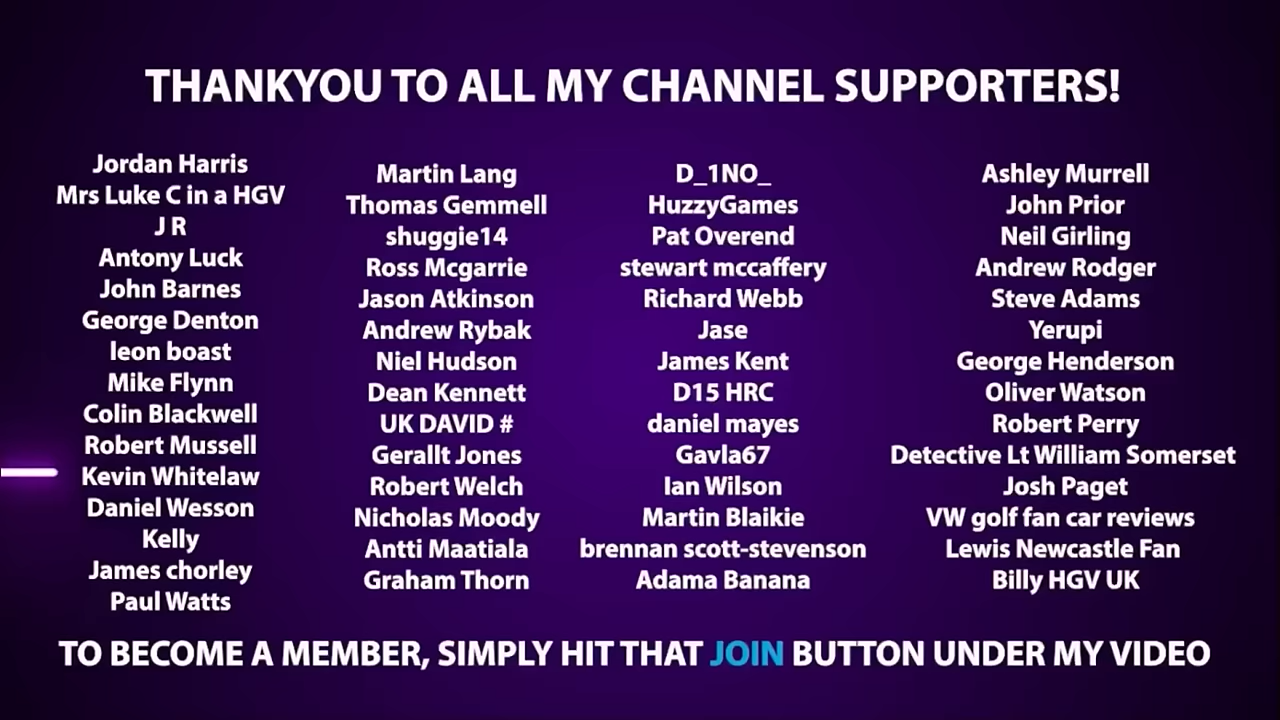 THANKYOU TO ALL MY CHANNEL SUPPORTERS!
Jordan Harris
Mrs Luke C in a HGV
J R
Antony Luck
John Barnes
George Denton
leon boast
Mike Flynn
Colin Blackwell
Robert Mussell
Kevin Whitelaw
Daniel Wesson
Kelly
James chorley
Paul Watts
Martin Lang
Thomas Gemmell
shuggie14
Ross Mcgarrie
Jason Atkinson
Andrew Rybak
Niel Hudson
Dean Kennett
UK DAVID #
Gerallt Jones
Robert Welch
Nicholas Moody
Antti Maatiala
Graham Thorn
D_1NO_
HuzzyGames
Pat Overend
stewart mccaffery
Richard Webb
Jase
James Kent
D15 HRC
daniel mayes
Gavla67
Ian Wilson
Martin Blaikie
brennan scott-stevenson
Adama Banana
Ashley Murrell
John Prior
Neil Girling
Andrew Rodger
Steve Adams
Yerupi
George Henderson
Oliver Watson
Robert Perry
Detective Lt William Somerset
Josh Paget
VW golf fan car reviews
Lewis Newcastle Fan
Billy HGV UK
TO BECOME A MEMBER, SIMPLY HIT THAT JOIN BUTTON UNDER MY VIDEO